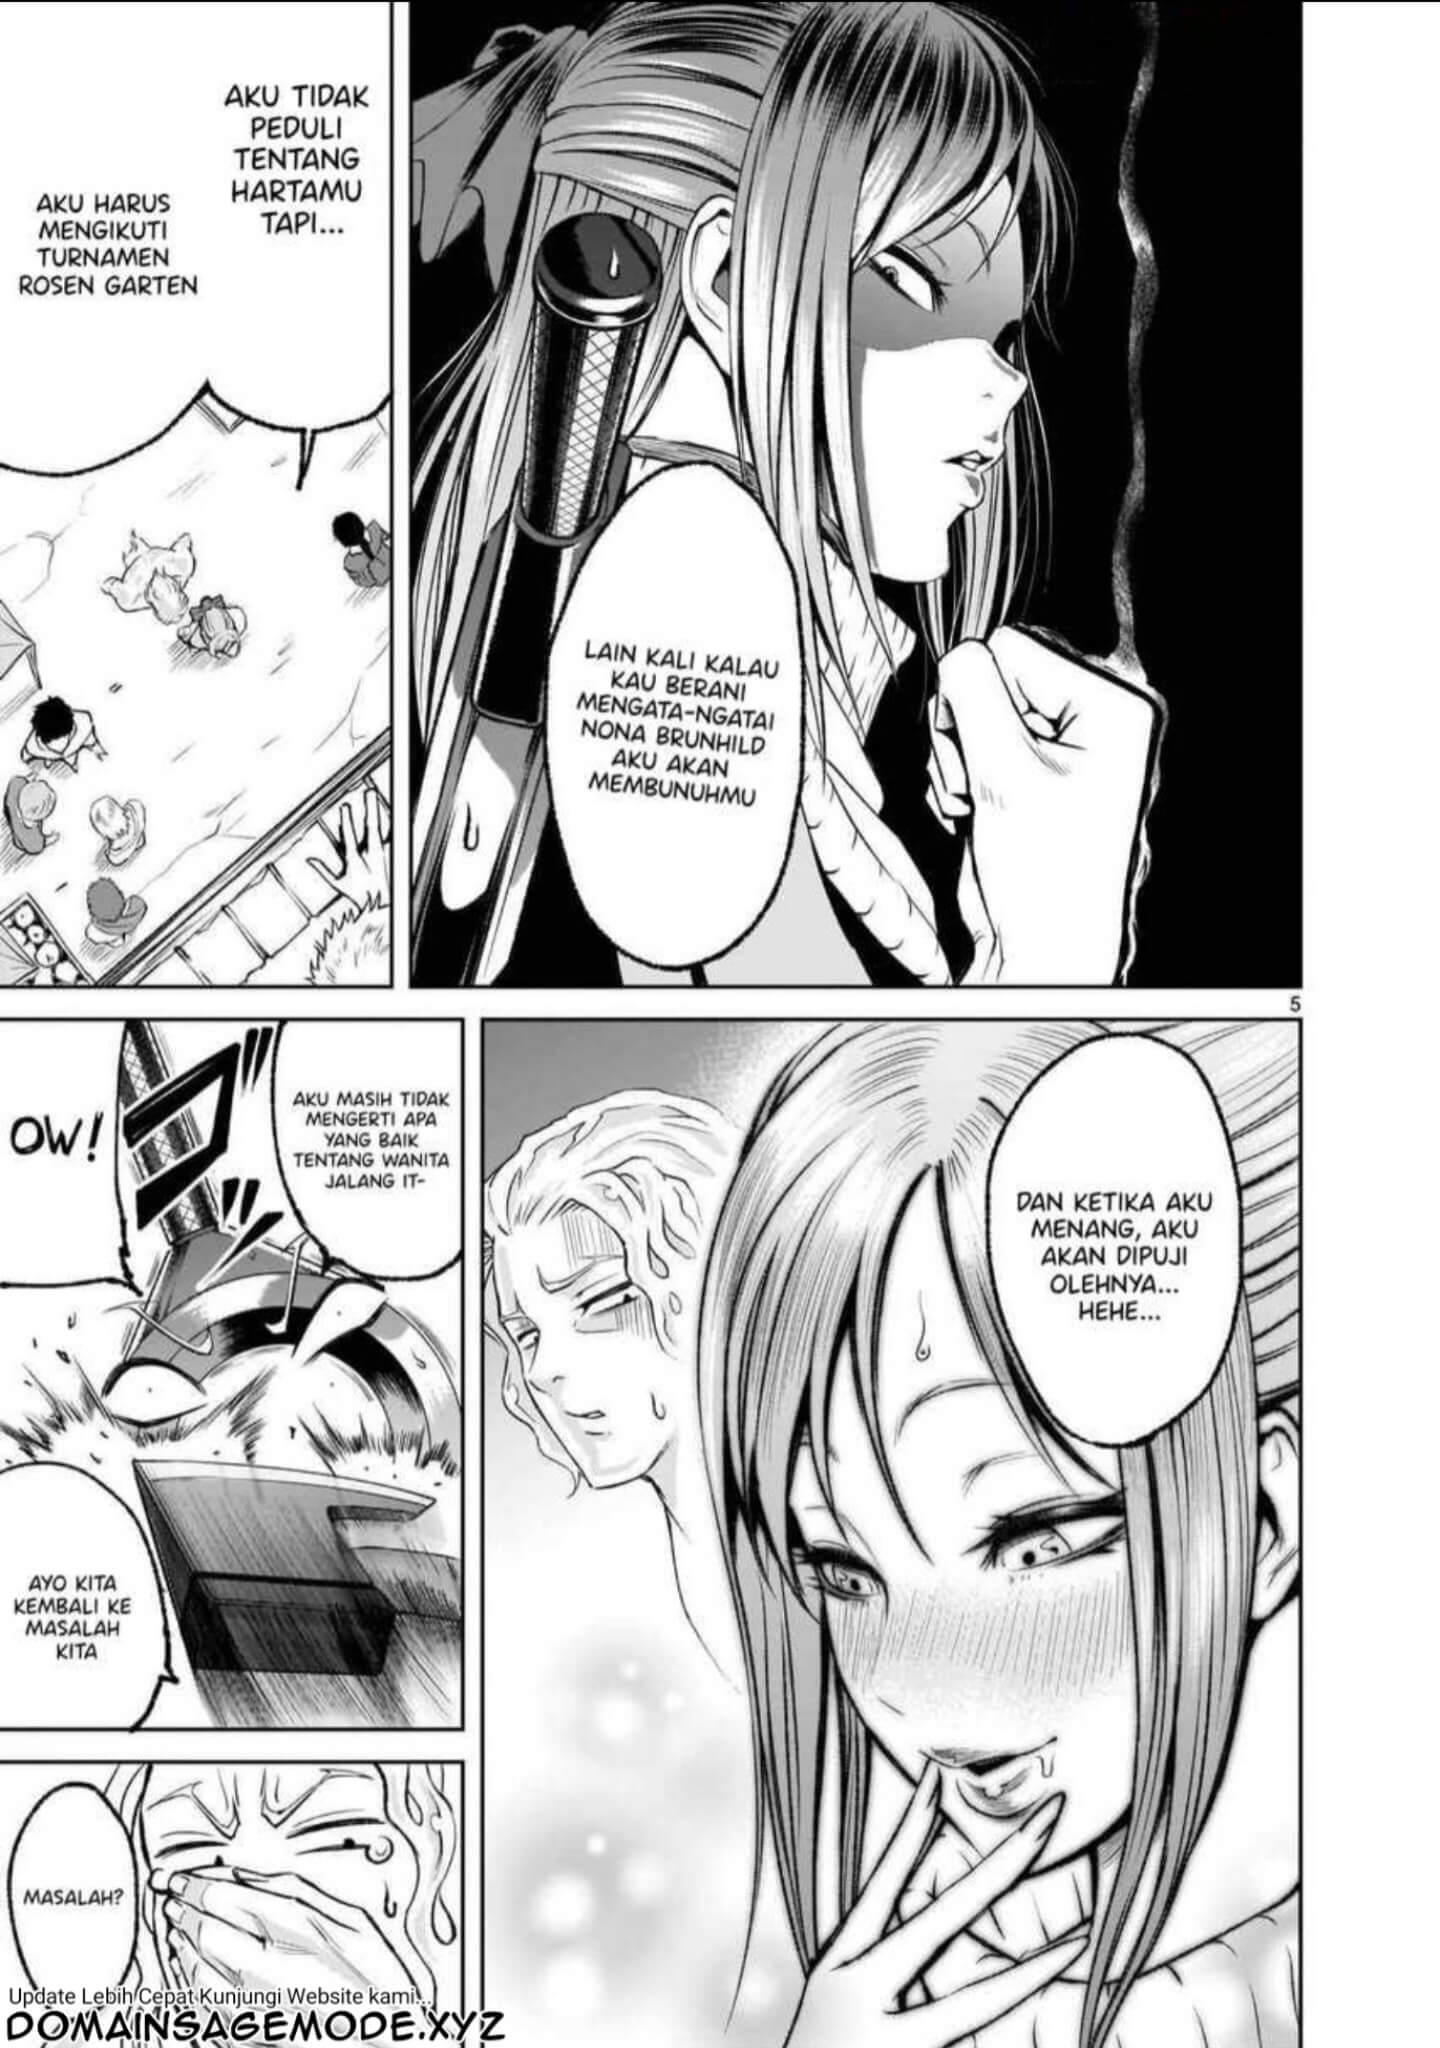 LAIN KALI KALAU
KAU BERANI
MENGATA-NGATAI
NONA BRUNHILD
AKU AKAN
MEMBUNUHMU
AKU TIDAK
PEDULI
TENTANG
HARTAMU
TAPI...
AKU HARUS
MENGIKUTI
TURNAMEN
ROSEN GARTEN
5
DAN KETIKA AKU
MENANG, AKU
AKAN DIPUJI
OLEHNYA...
HEHE...
AKU MASIH TIDAK
MENGERTI APA
YANG BAIK
TENTANG WANITA
JALANG IT-
OW!
AYO KITA
KEMBALI KE
MASALAH
KITA
MASALAH?
Update Lebih Cepat Kunjungi Website kami...
DOMAINSAGEMODE.XYZ